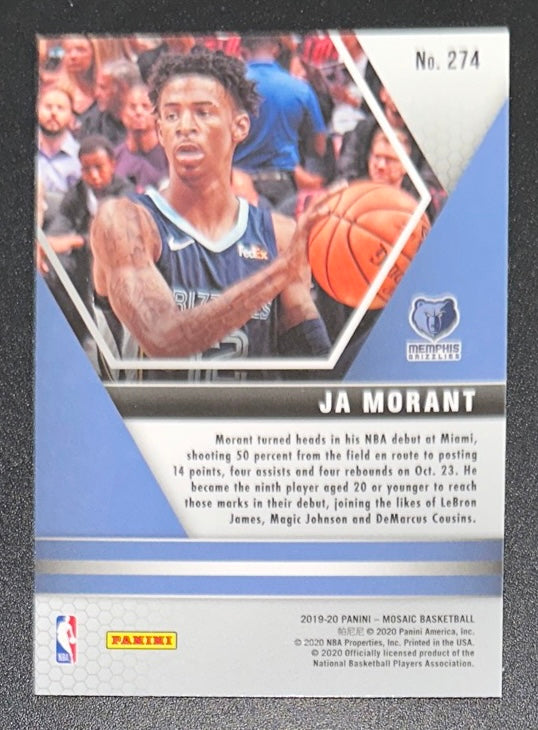 No. 274
FedEx
GRIZZLIES
12
MEMPHIS
GRIZZLIES
JA MORANT
Morant turned heads in his NBA debut at Miami,
shooting 50 percent from the field en route to posting
14 points, four assists and four rebounds on Oct. 23. He
became the ninth player aged 20 or younger to reach
those marks in their debut, joining the likes of LeBron
James, Magic Johnson and DeMarcus Cousins.
2019-20 PANINI – MOSAIC BASKETBALL
帕尼尼 © 2020 Panini America, Inc.
© 2020 NBA Properties, Inc. Printed in the USA.
© 2020 Officially licensed product of the
National Basketball Players Association.
NBA
PANINI